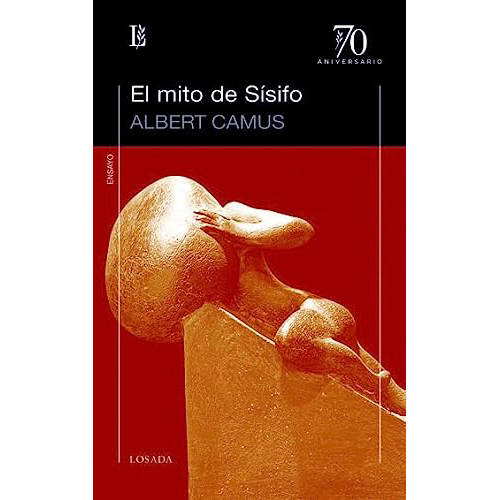 L
70
ANIVERSARIO
El mito de Sísifo
ALBERT CAMUS
ENSAYO
LOSADA